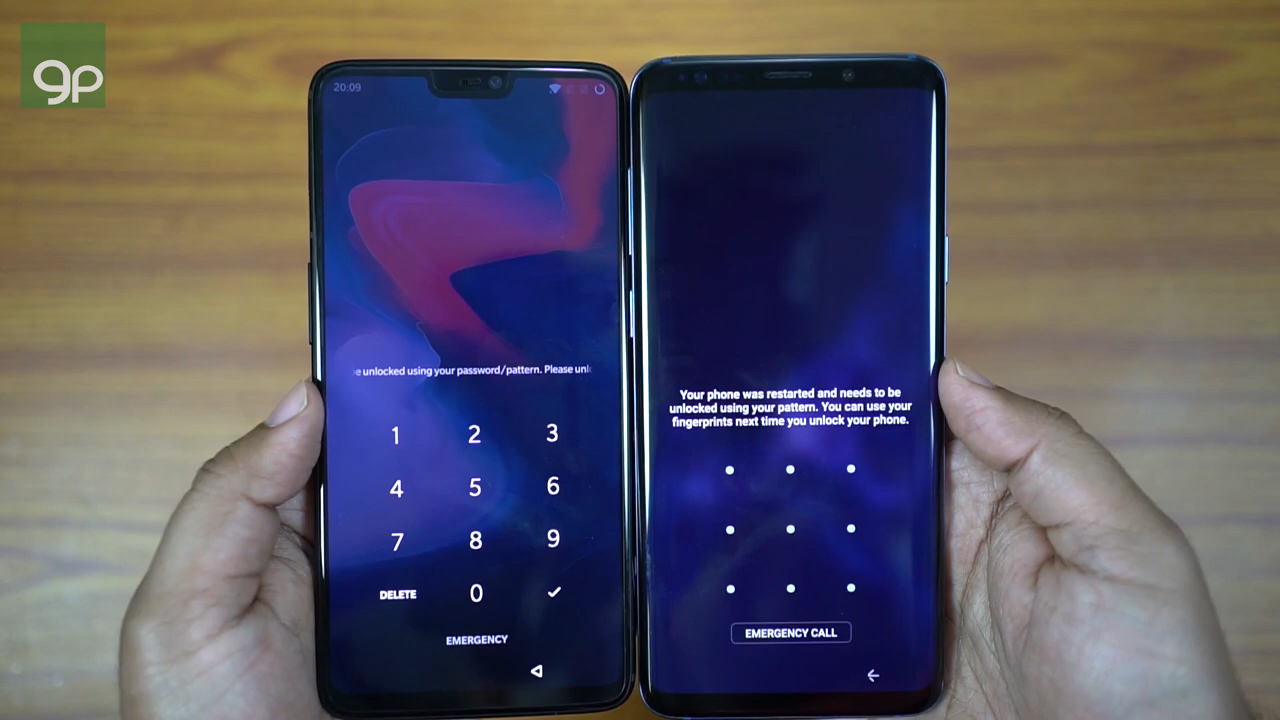 gp
20:09
e unlocked using your password/pattern. Please unl
1 2 3
4 5 6
7 8 9
DELETE 0
EMERGENCY
Your phone was restarted and needs to be
unlocked using your pattern. You can use your
fingerprints next time you unlock your phone.
EMERGENCY CALL